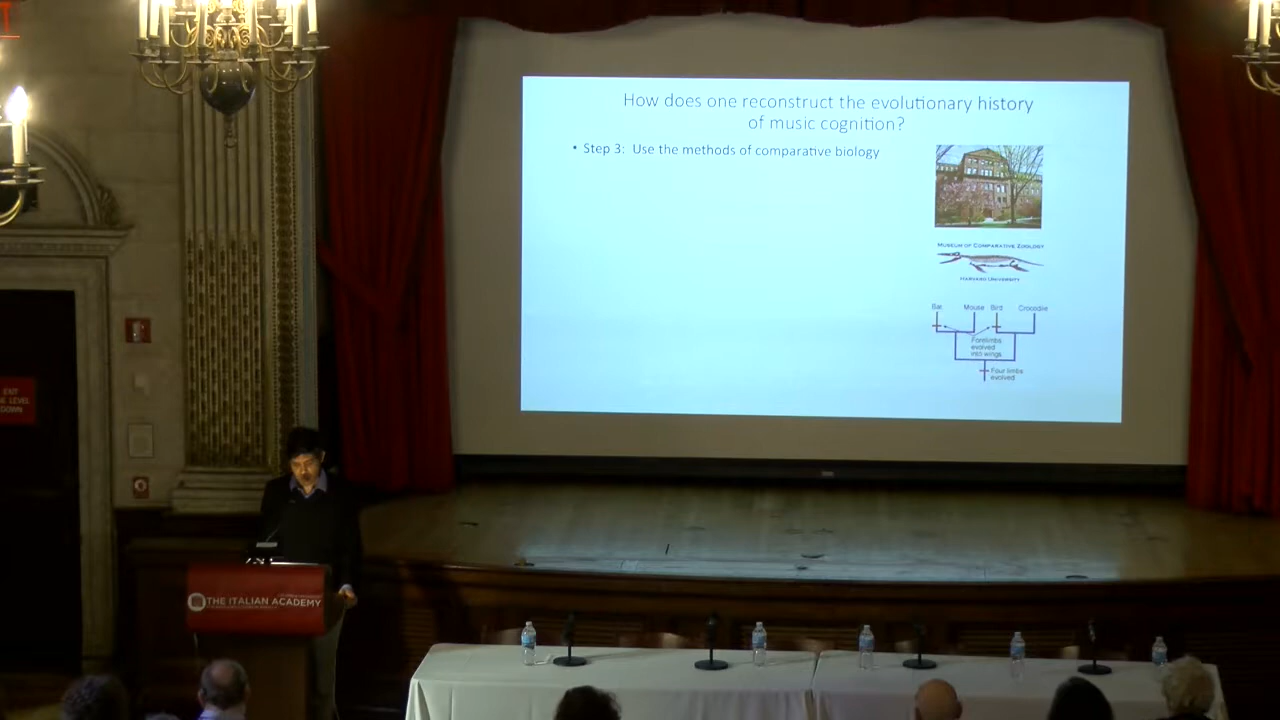 How does one reconstruct the evolutionary history
of music cognition?
• Step 3: Use the methods of comparative biology
MUSEUM OF COMPARATIVE ZOOLOGY
HARVARD UNIVERSITY
Bat Mouse Bird Crocodile
Forelimbs
evolved
into wings
Four limbs
evolved
EXIT
LEVEL
DOWN
THE ITALIAN ACADEMY